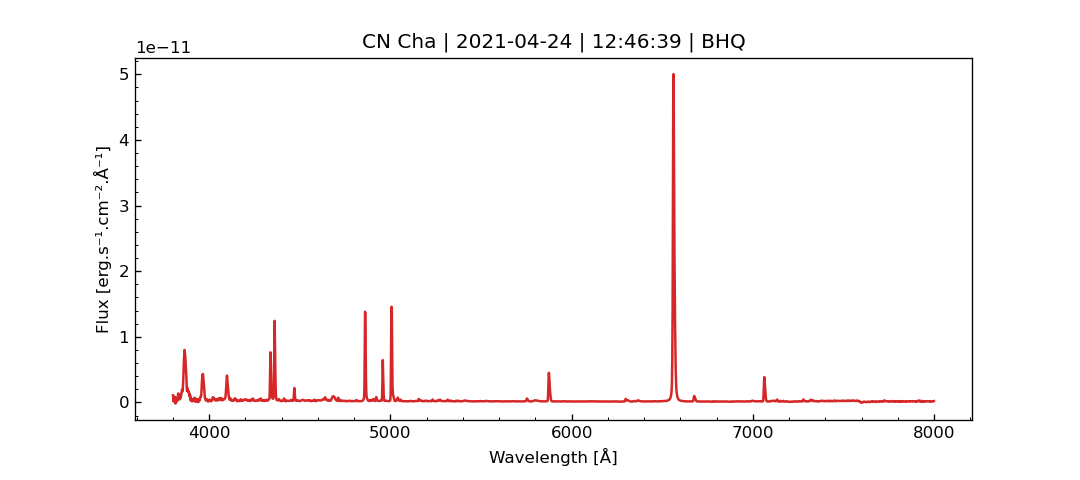 CN Cha | 2021-04-24 | 12:46:39 | BHQ
1e−11
5
4
3
2
1
0
Flux [erg.s⁻¹.cm⁻².Å⁻¹]
4000 5000 6000 7000 8000
Wavelength [Å]